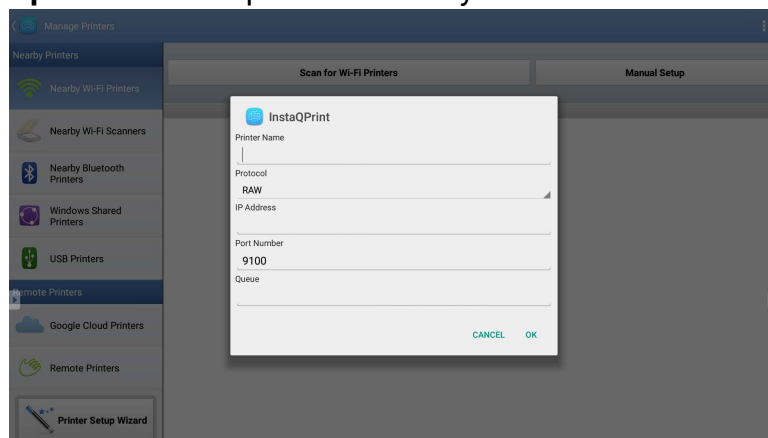 Manage Printers
Nearby Printers
Nearby Wi-Fi Printers
Nearby Wi-Fi Scanners
Nearby Bluetooth
Printers
Windows Shared
Printers
USB Printers
Remote Printers
Google Cloud Printers
Remote Printers
Printer Setup Wizard
Scan for Wi-Fi Printers
Manual Setup
InstaQPrint
Printer Name
Protocol
RAW
IP Address
Port Number
9100
Queue
CANCEL OK